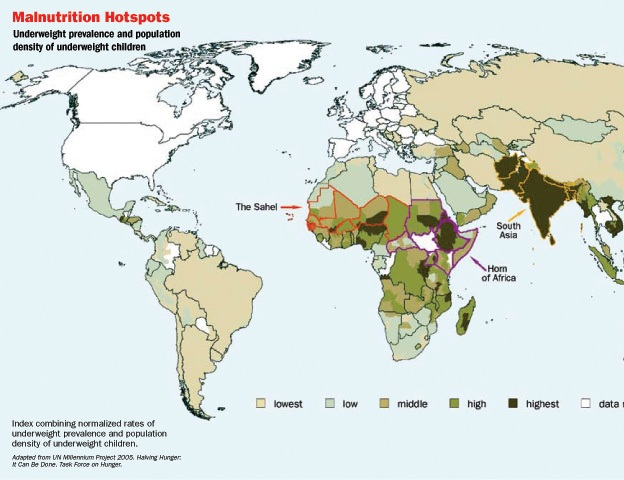 Malnutrition Hotspots
Underweight prevalence and population
density of underweight children
The Sahel
South
Asia
Horn
of Africa
lowest
low
middle
high
highest
data
Index combining normalized rates of
underweight prevalence and population
density of underweight children.
Adapted from UN Millennium Project 2005. Halving Hunger:
It Can Be Done. Task Force on Hunger.